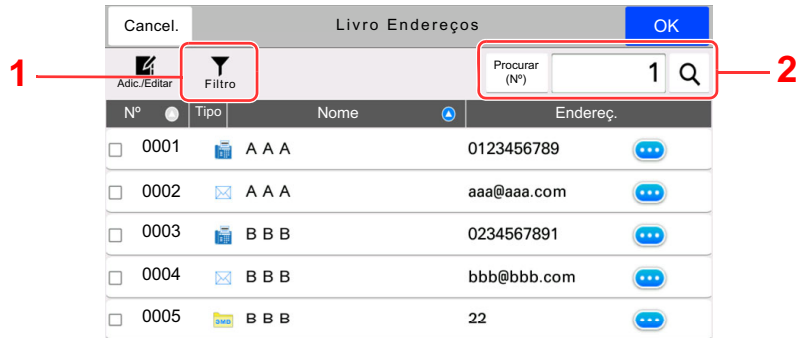 Cancel. Livro Endereços OK
1 Adic./Editar Filtro Procurar (Nº) 1 2
Nº Tipo Nome Endereç.
0001 A A A 0123456789
0002 A A A aaa@aaa.com
0003 B B B 0234567891
0004 B B B bbb@bbb.com
0005 SMB B B B 22